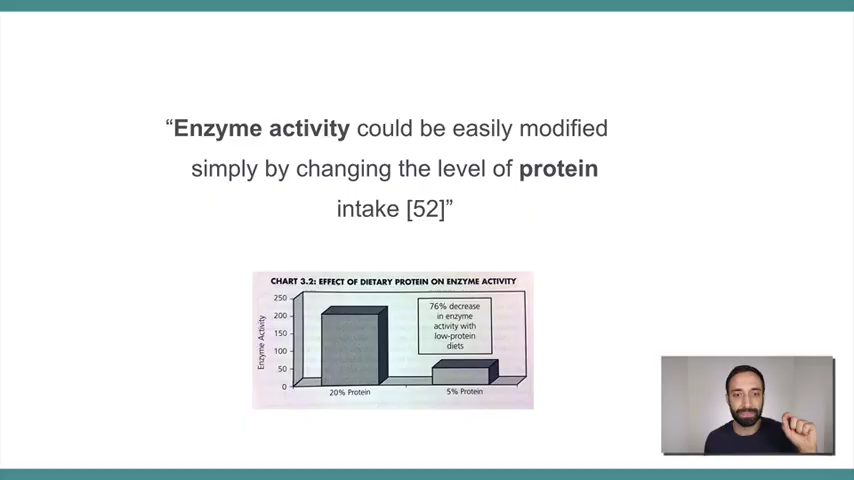 “Enzyme activity could be easily modified
simply by changing the level of protein
intake [52]”
CHART 3.2: EFFECT OF DIETARY PROTEIN ON ENZYME ACTIVITY
250
200
150
100
50
0
Enzyme Activity
76% decrease
in enzyme
activity with
low-protein
diets
20% Protein
5% Protein